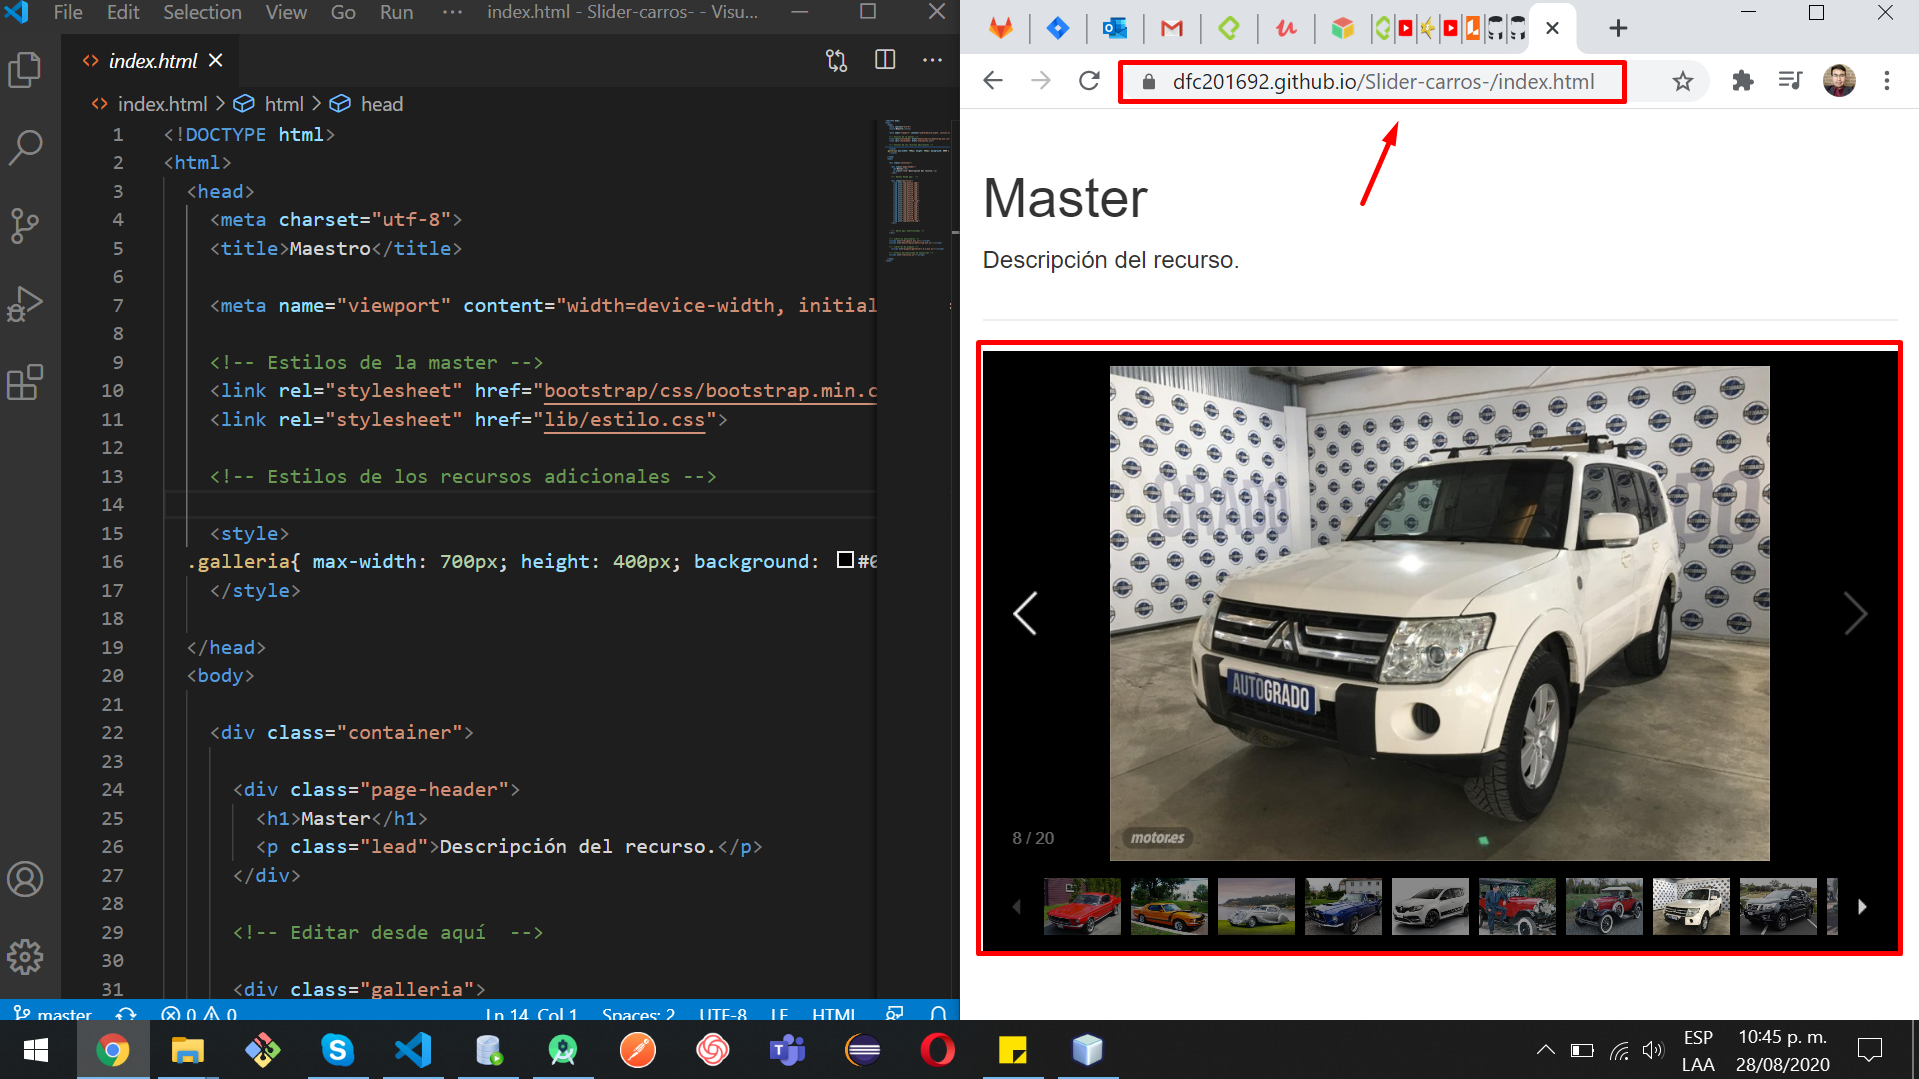 File Edit Selection View Go Run ··· index.html - Slider-carros- - Visu...
index.html
index.html > html > head
1 <!DOCTYPE html>
2 <html>
3 <head>
4 <meta charset="utf-8">
5 <title>Maestro</title>
6
7 <meta name="viewport" content="width=device-width, initial
8
9 <!-- Estilos de la master -->
10 <link rel="stylesheet" href="bootstrap/css/bootstrap.min.c
11 <link rel="stylesheet" href="lib/estilo.css">
12
13 <!-- Estilos de los recursos adicionales -->
14
15 <style>
16 .galleria{ max-width: 700px; height: 400px; background: #0
17 </style>
18
19 </head>
20 <body>
21
22 <div class="container">
23
24 <div class="page-header">
25 <h1>Master</h1>
26 <p class="lead">Descripción del recurso.</p>
27 </div>
28
29 <!-- Editar desde aquí -->
30
31 <div class="galleria">
master 0 0 Ln 14, Col 1 Spaces: 2 UTF-8 LF HTML
dfc201692.github.io/Slider-carros-/index.html
Master
Descripción del recurso.
GRADO
AUTOGRADO
8 / 20
motor.es
ESP
LAA
10:45 p. m.
28/08/2020